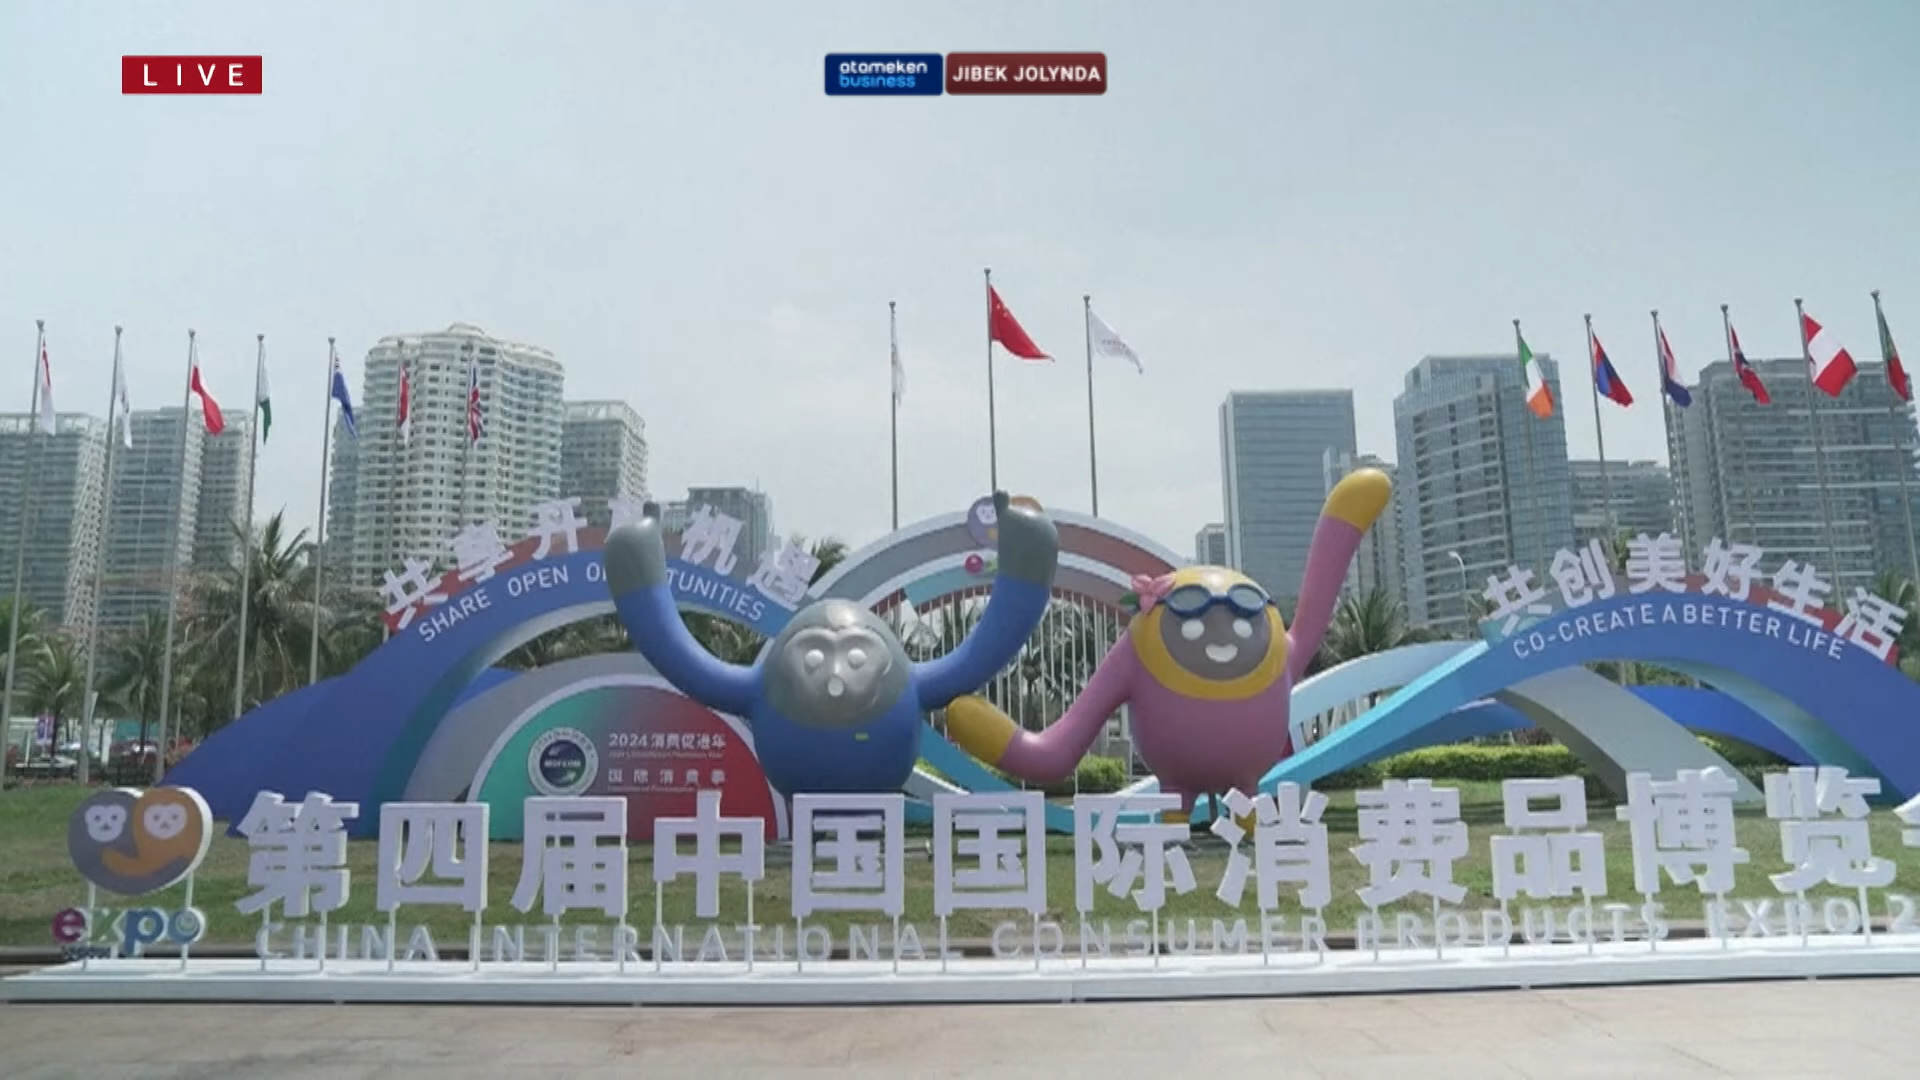 LIVE
atameken
business
JIBEK JOLYNDA
共享开放机遇
SHARE OPEN OPPORTUNITIES
共创美好生活
CO-CREATE A BETTER LIFE
2024消费促进年
国际消费季
第四届中国国际消费品博览
expo
CHINA INTERNATIONAL CONSUMER PRODUCTS EXPO 2